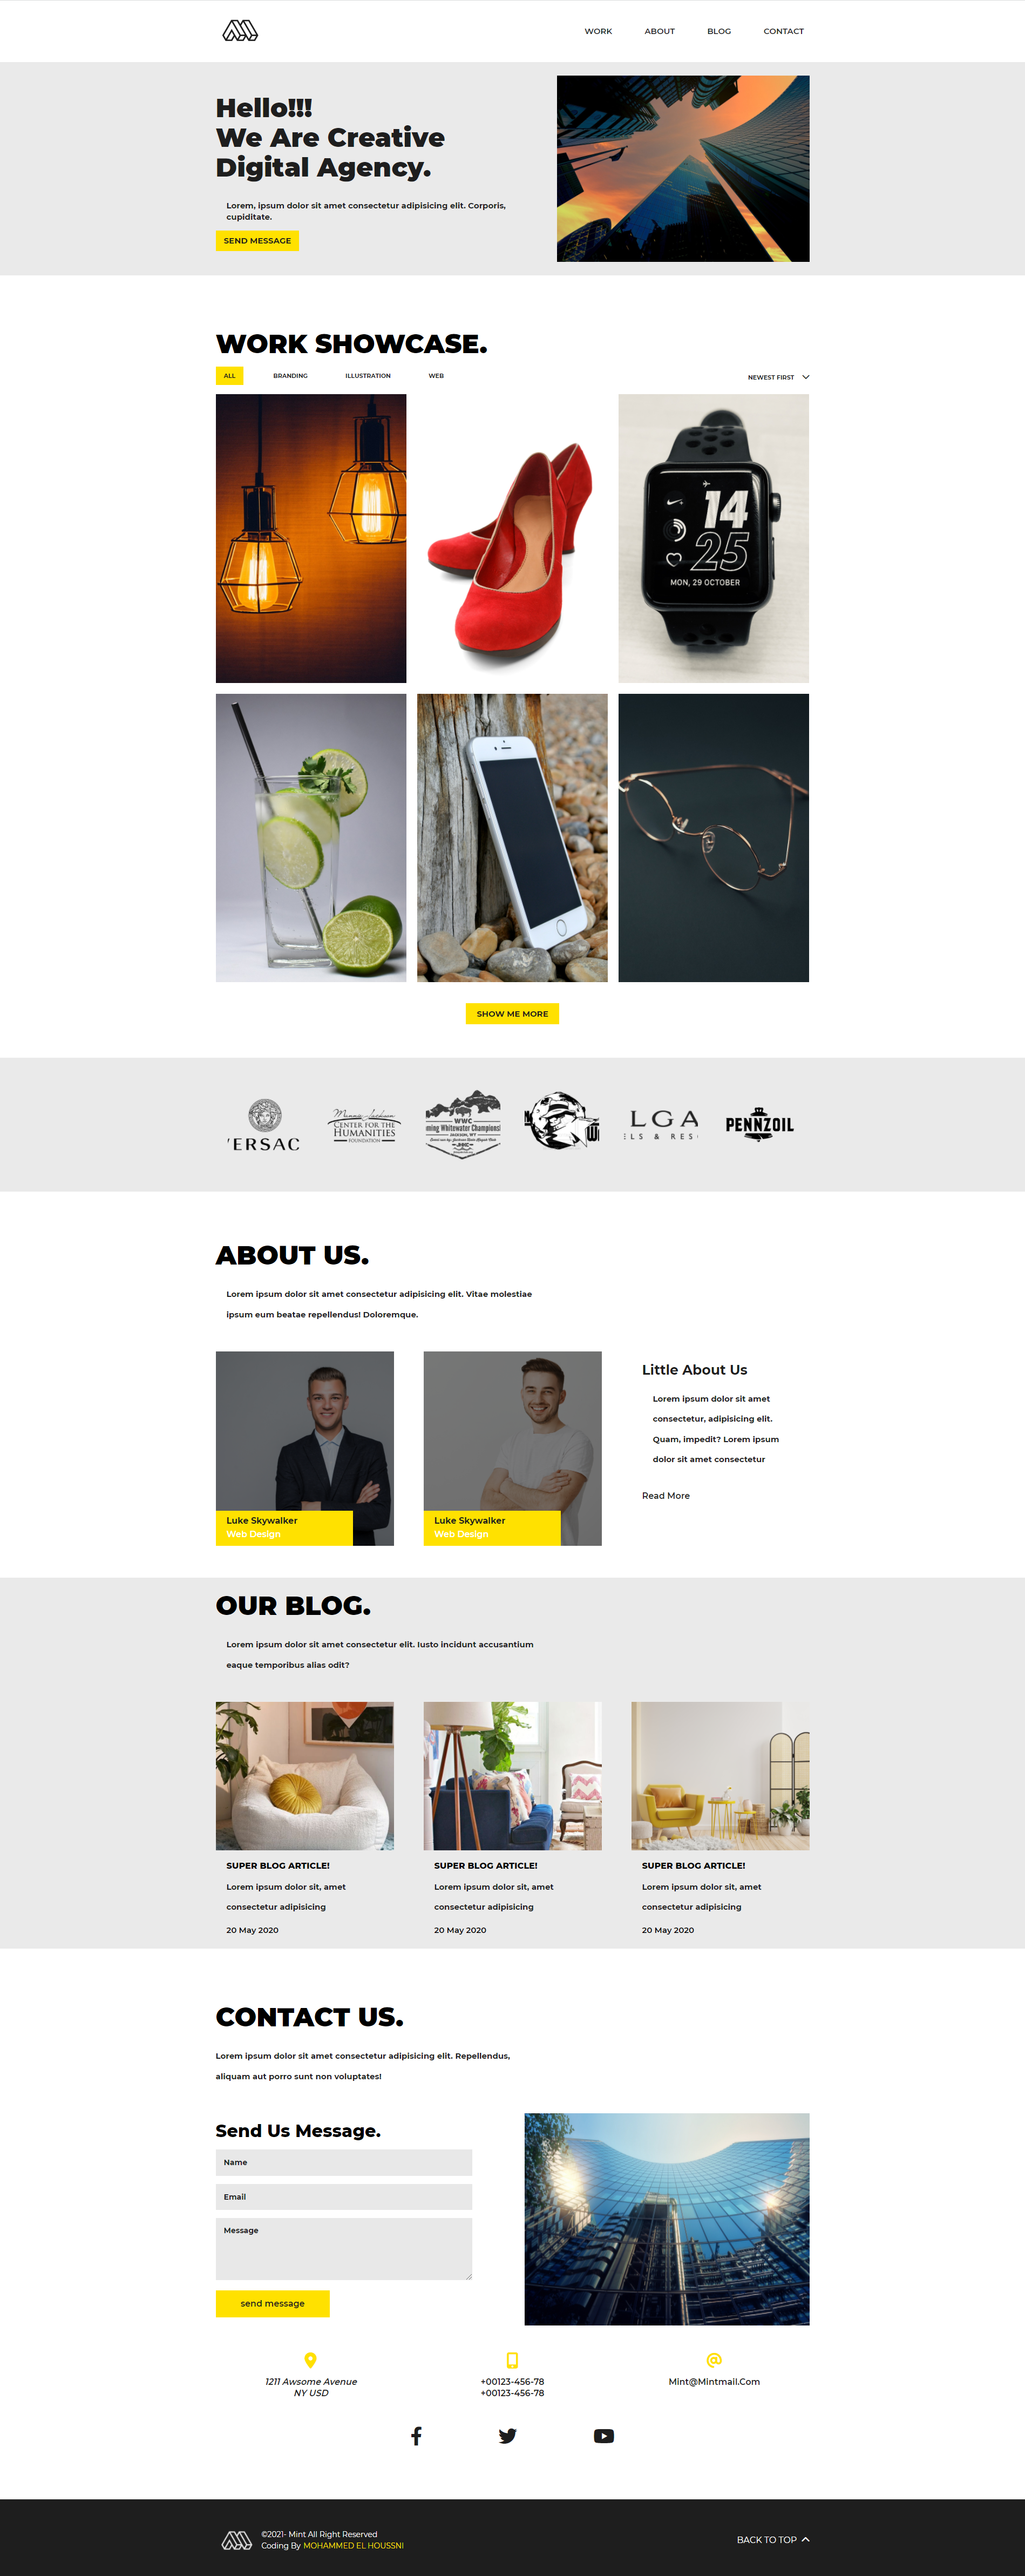 WORK
ABOUT
BLOG
CONTACT
Hello!!!
We Are Creative
Digital Agency.
Lorem, ipsum dolor sit amet consectetur adipisicing elit. Corporis,
cupiditate.
SEND MESSAGE
WORK SHOWCASE.
ALL
BRANDING
ILLUSTRATION
WEB
NEWEST FIRST
14
25
MON, 29 OCTOBER
SHOW ME MORE
ERSAC
CENTER FOR THE
HUMANITIES
FOUNDATION
WWC
ning Whitewater Champions
JACKSON, WY
LGA
ELS & RES
PENNZOIL
ABOUT US.
Lorem ipsum dolor sit amet consectetur adipisicing elit. Vitae molestiae
ipsum eum beatae repellendus! Doloremque.
Luke Skywalker
Web Design
Luke Skywalker
Web Design
Little About Us
Lorem ipsum dolor sit amet
consectetur, adipisicing elit.
Quam, impedit? Lorem ipsum
dolor sit amet consectetur
Read More
OUR BLOG.
Lorem ipsum dolor sit amet consectetur elit. Iusto incidunt accusantium
eaque temporibus alias odit?
SUPER BLOG ARTICLE!
Lorem ipsum dolor sit, amet
consectetur adipisicing
20 May 2020
SUPER BLOG ARTICLE!
Lorem ipsum dolor sit, amet
consectetur adipisicing
20 May 2020
SUPER BLOG ARTICLE!
Lorem ipsum dolor sit, amet
consectetur adipisicing
20 May 2020
CONTACT US.
Lorem ipsum dolor sit amet consectetur adipisicing elit. Repellendus,
aliquam aut porro sunt non voluptates!
Send Us Message.
Name
Email
Message
send message
1211 Awsome Avenue
NY USD
+00123-456-78
+00123-456-78
Mint@Mintmail.Com
©2021- Mint All Right Reserved
Coding By MOHAMMED EL HOUSSNI
BACK TO TOP